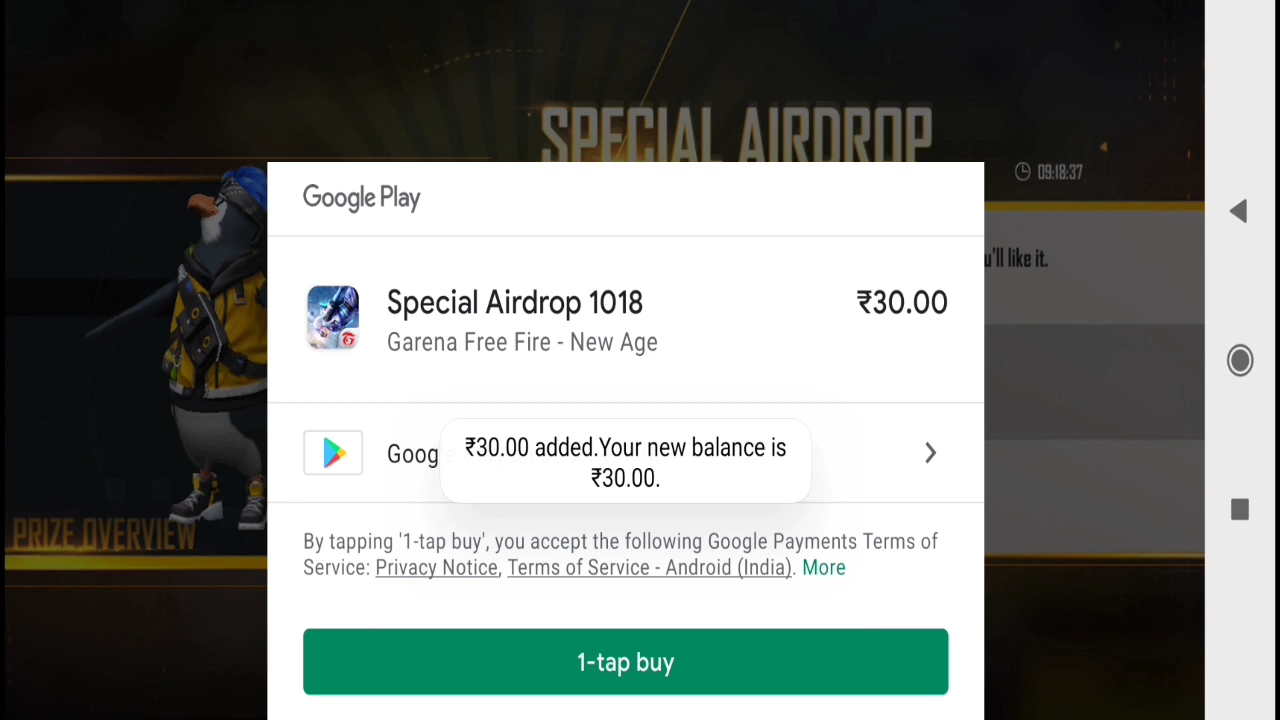 SPECIAL AIRDROP
09:18:37
Google Play
u'll like it.
Special Airdrop 1018
₹30.00
Garena Free Fire - New Age
Goog
₹30.00 added.Your new balance is
₹30.00.
By tapping '1-tap buy', you accept the following Google Payments Terms of
Service: Privacy Notice, Terms of Service - Android (India). More
PRIZE OVERVIEW
1-tap buy